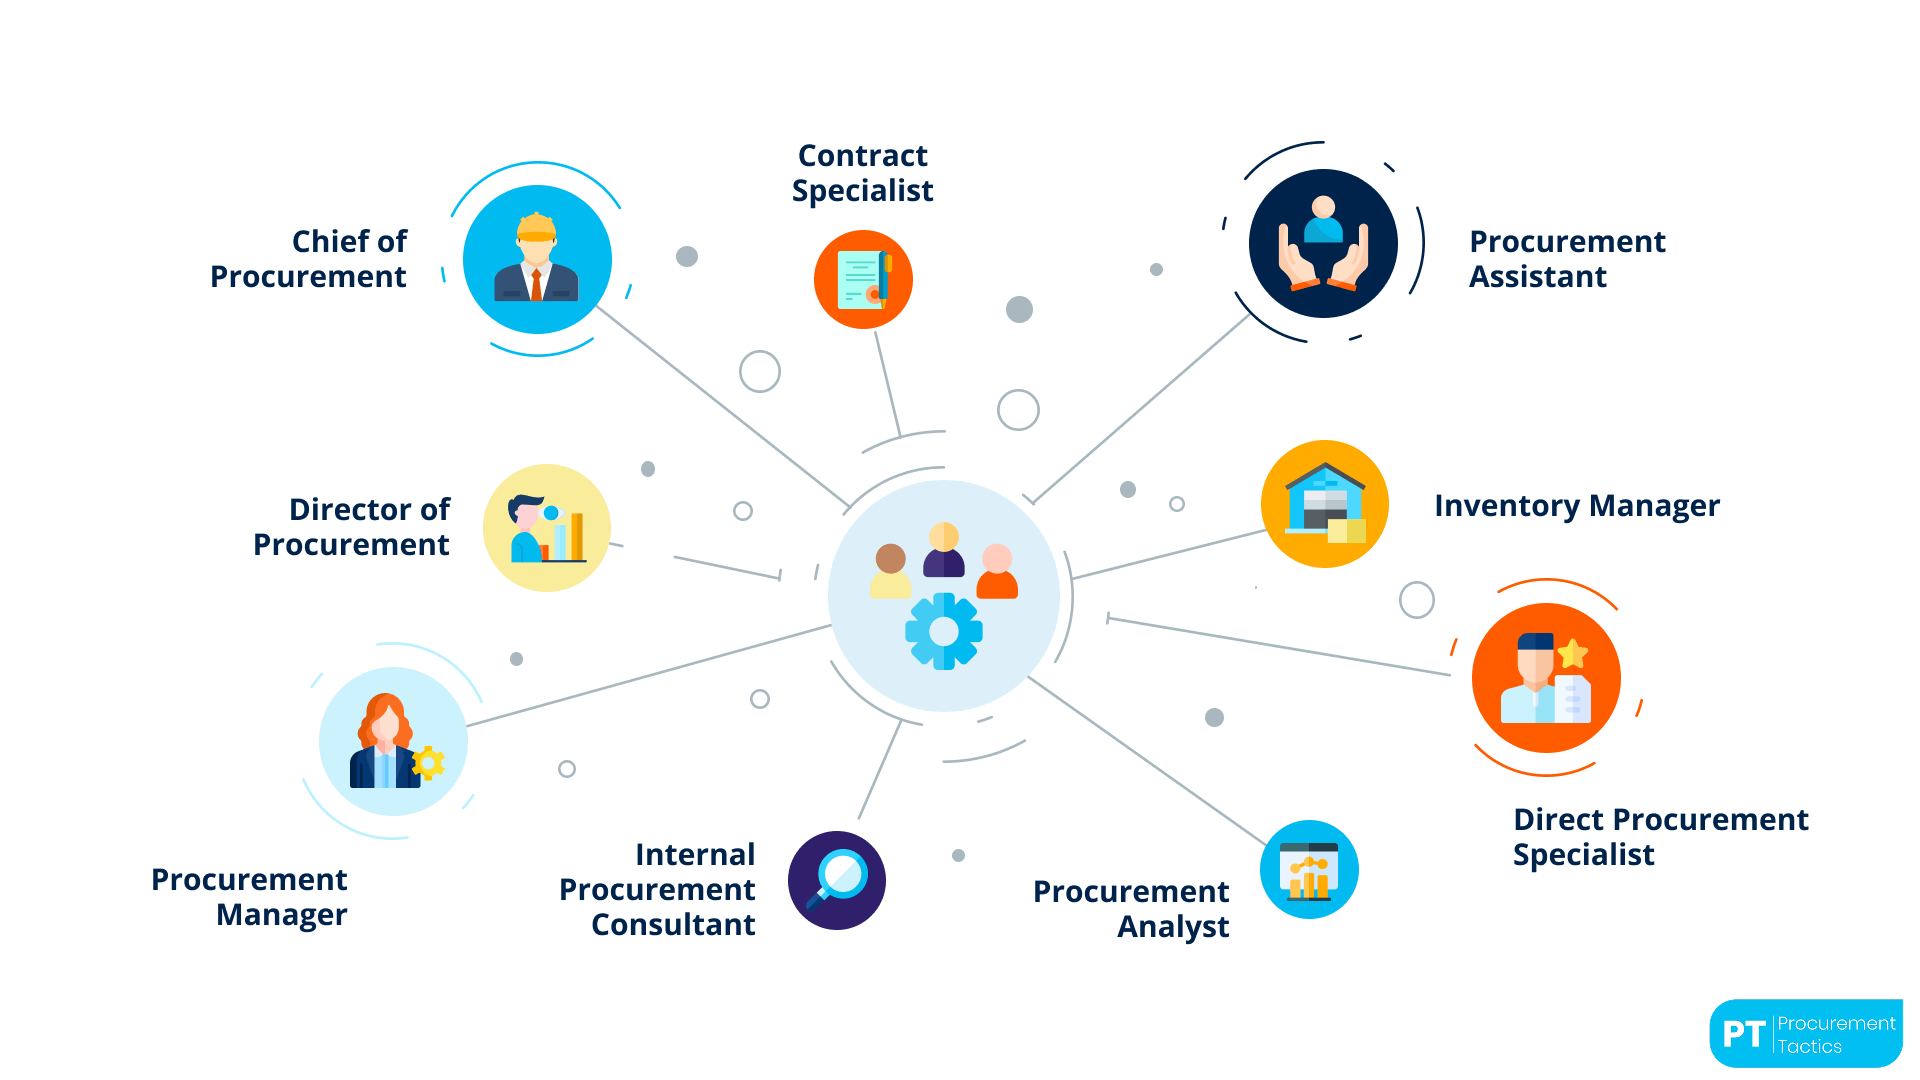 Contract
Specialist
Chief of
Procurement
Procurement
Assistant
Director of
Procurement
Inventory Manager
Direct Procurement
Specialist
Procurement
Manager
Internal
Procurement
Consultant
Procurement
Analyst
PT
Procurement
Tactics